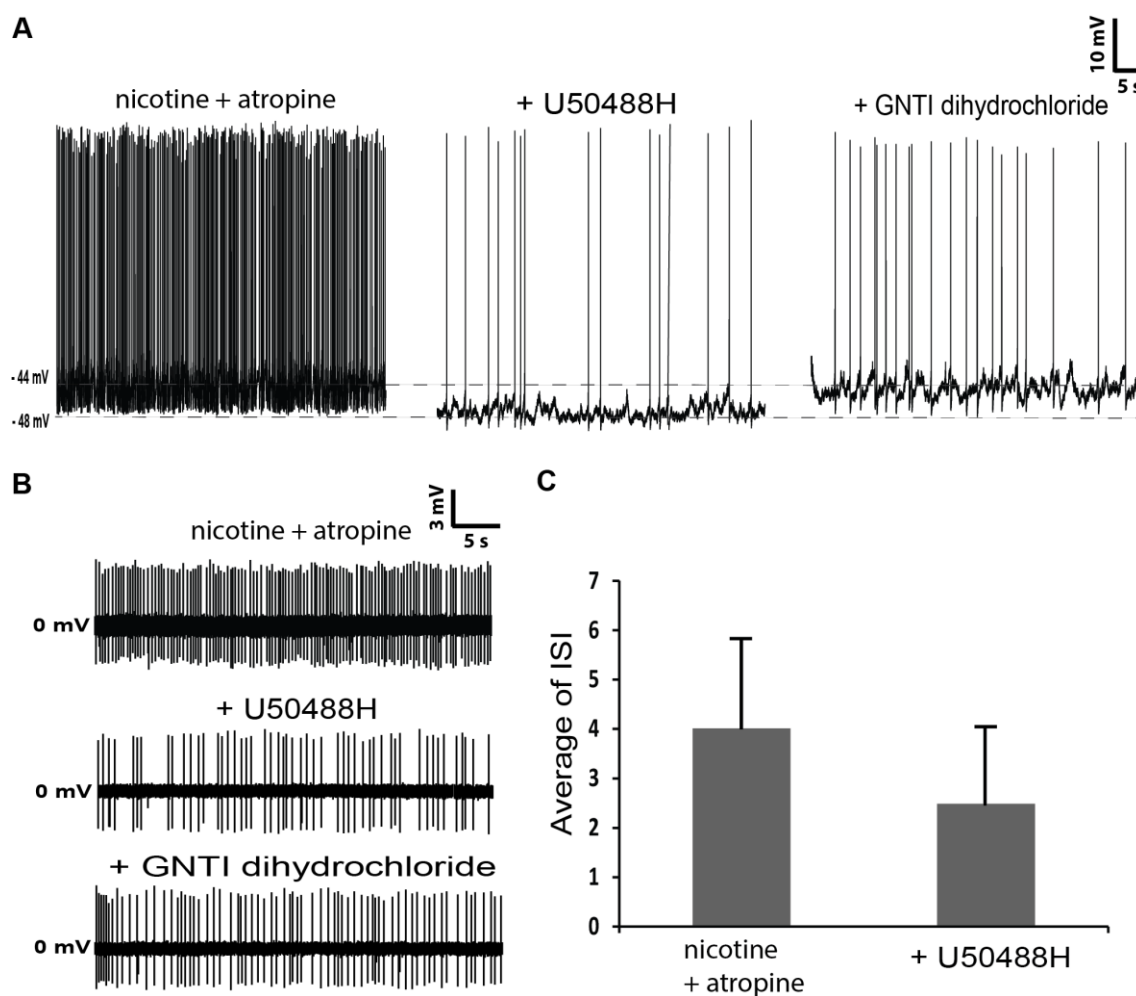 A
10 mV
5 s
nicotine + atropine
+ U50488H
+ GNTI dihydrochloride
- 44 mV
- 48 mV
B
3 mV
5 s
nicotine + atropine
0 mV
+ U50488H
0 mV
+ GNTI dihydrochloride
0 mV
C
Average of ISI
7
6
5
4
3
2
1
0
nicotine
+ atropine
+ U50488H